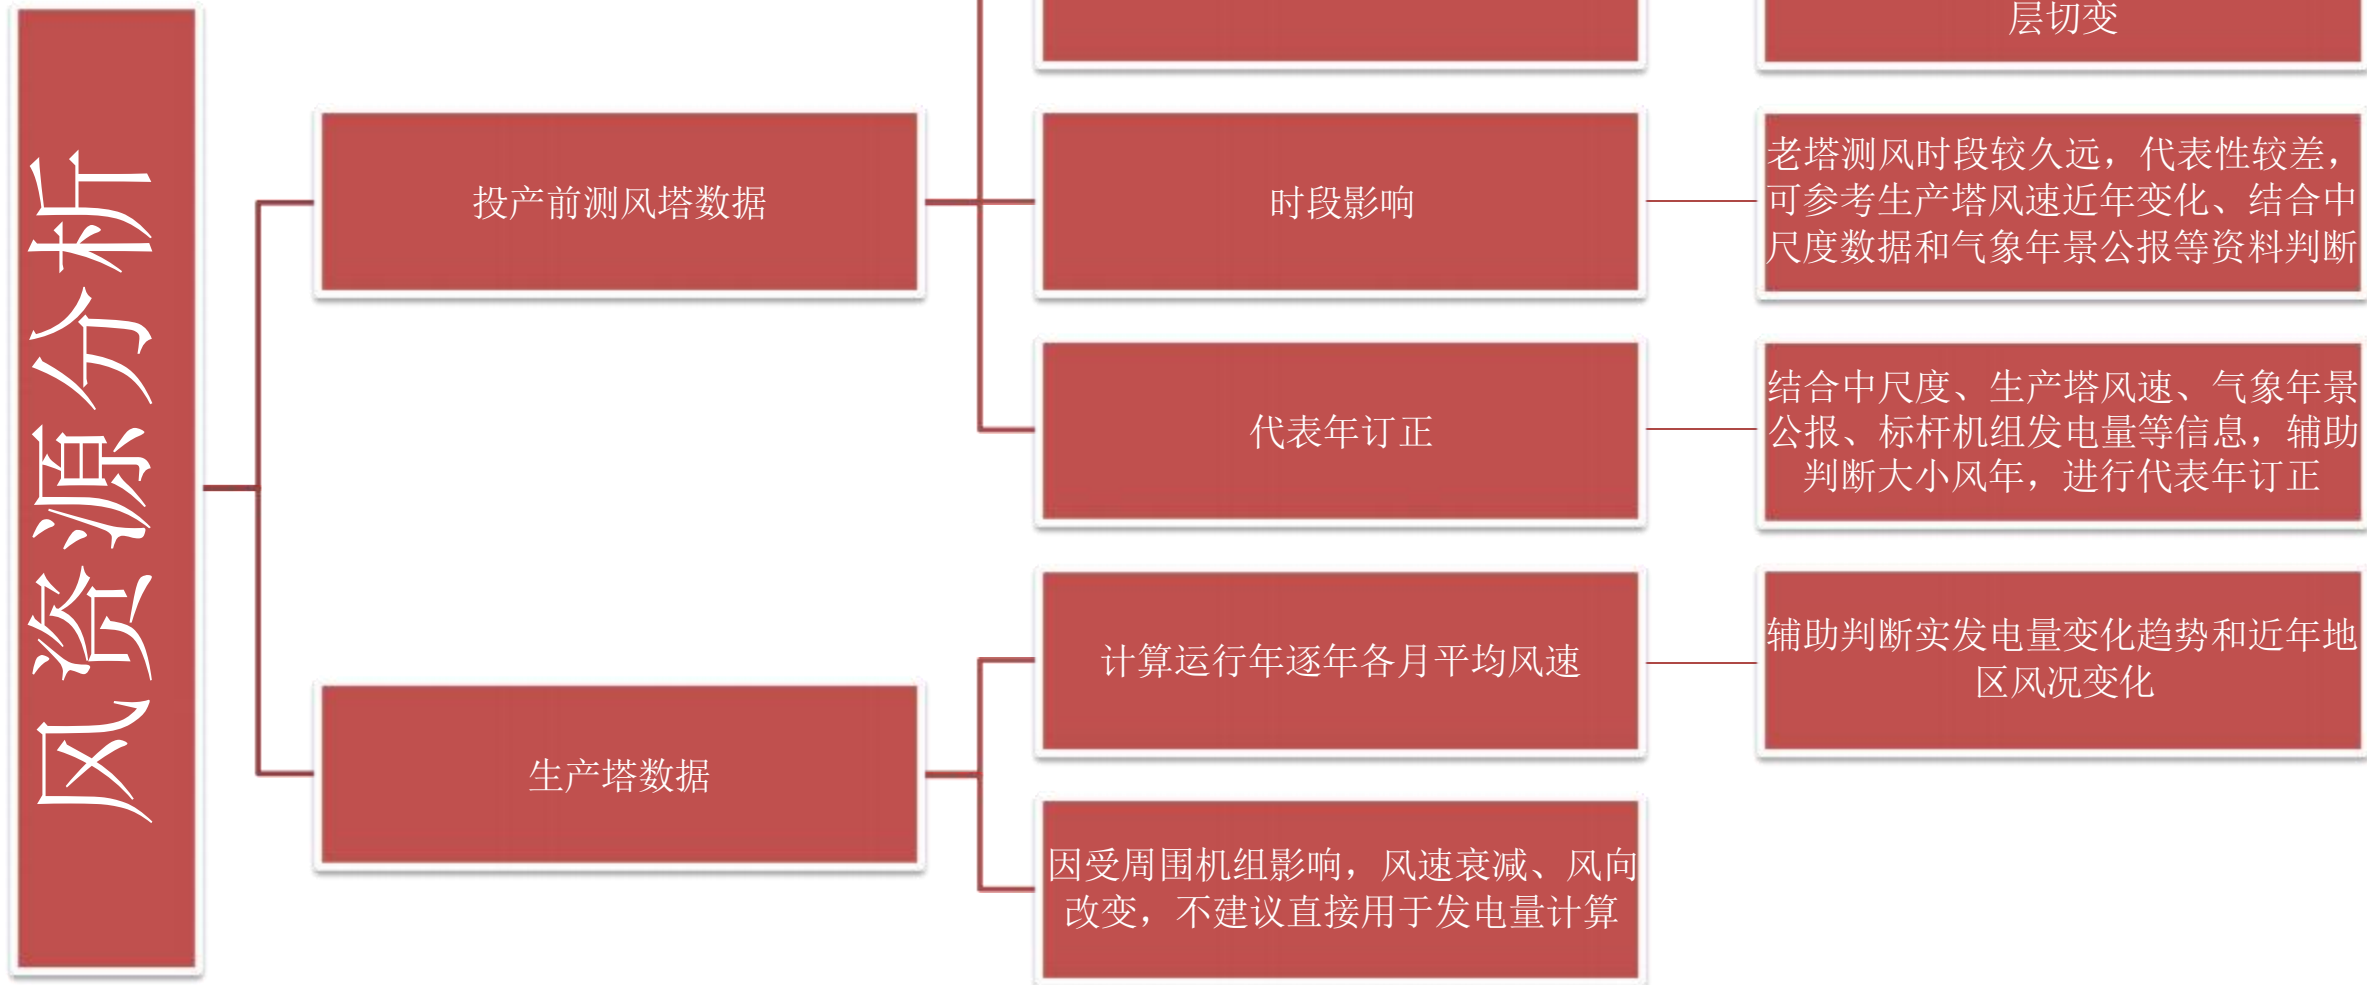 风资源分析
层切变
投产前测风塔数据
时段影响
老塔测风时段较久远，代表性较差，
可参考生产塔风速近年变化、结合中
尺度数据和气象年景公报等资料判断
代表年订正
结合中尺度、生产塔风速、气象年景
公报、标杆机组发电量等信息，辅助
判断大小风年，进行代表年订正
生产塔数据
计算运行年逐年各月平均风速
辅助判断实发电量变化趋势和近年地
区风况变化
因受周围机组影响，风速衰减、风向
改变，不建议直接用于发电量计算